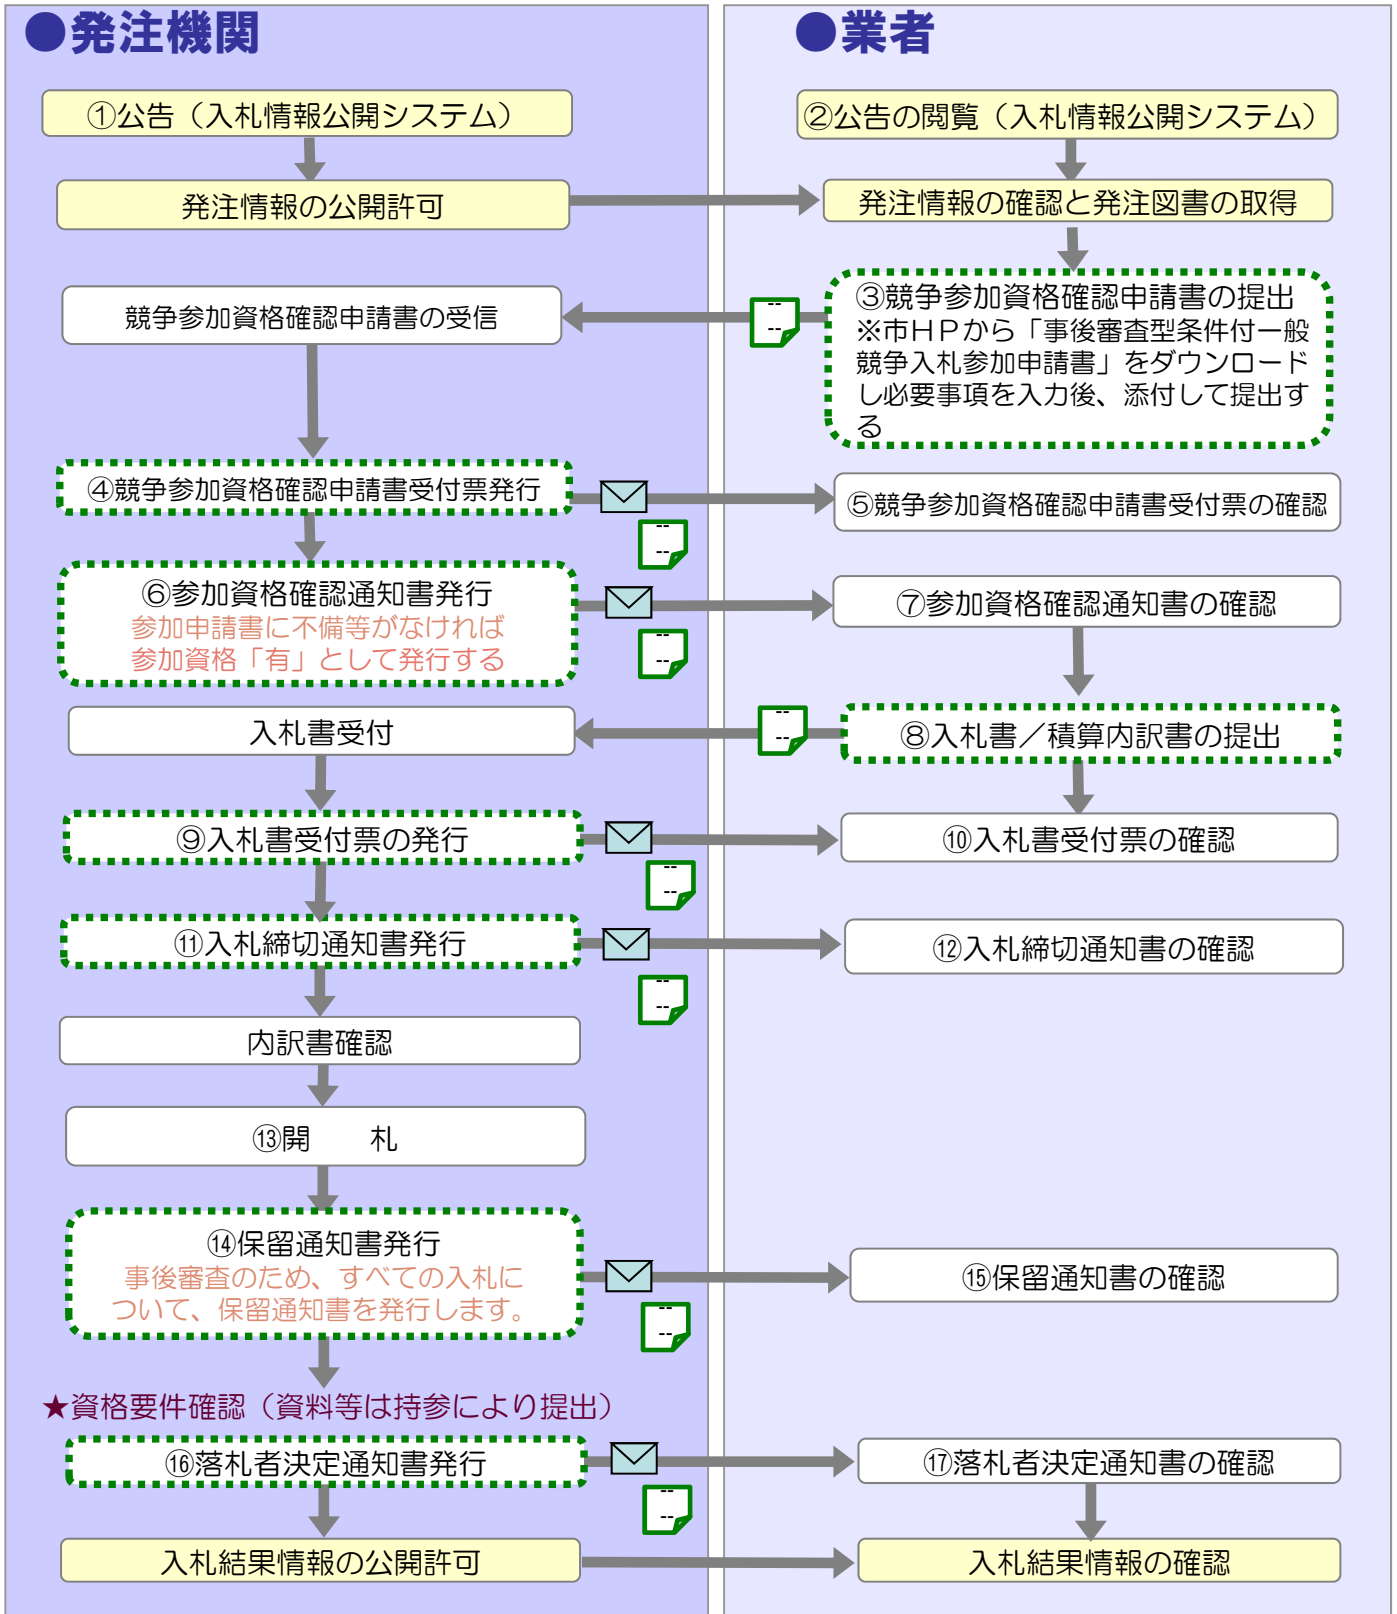 ●発注機関
●業者
①公告（入札情報公開システム）
②公告の閲覧（入札情報公開システム）
発注情報の公開許可
発注情報の確認と発注図書の取得
③競争参加資格確認申請書の提出
※市ＨＰから「事後審査型条件付一般
競争入札参加申請書」をダウンロード
し必要事項を入力後、添付して提出す
る
競争参加資格確認申請書の受信
④競争参加資格確認申請書受付票発行
⑤競争参加資格確認申請書受付票の確認
⑥参加資格確認通知書発行
参加申請書に不備等がなければ
参加資格「有」として発行する
⑦参加資格確認通知書の確認
入札書受付
⑧入札書／積算内訳書の提出
⑨入札書受付票の発行
⑩入札書受付票の確認
⑪入札締切通知書発行
⑫入札締切通知書の確認
内訳書確認
⑬開　　札
⑭保留通知書発行
事後審査のため、すべての入札に
ついて、保留通知書を発行します。
⑮保留通知書の確認
★資格要件確認（資料等は持参により提出）
⑯落札者決定通知書発行
⑰落札者決定通知書の確認
入札結果情報の公開許可
入札結果情報の確認